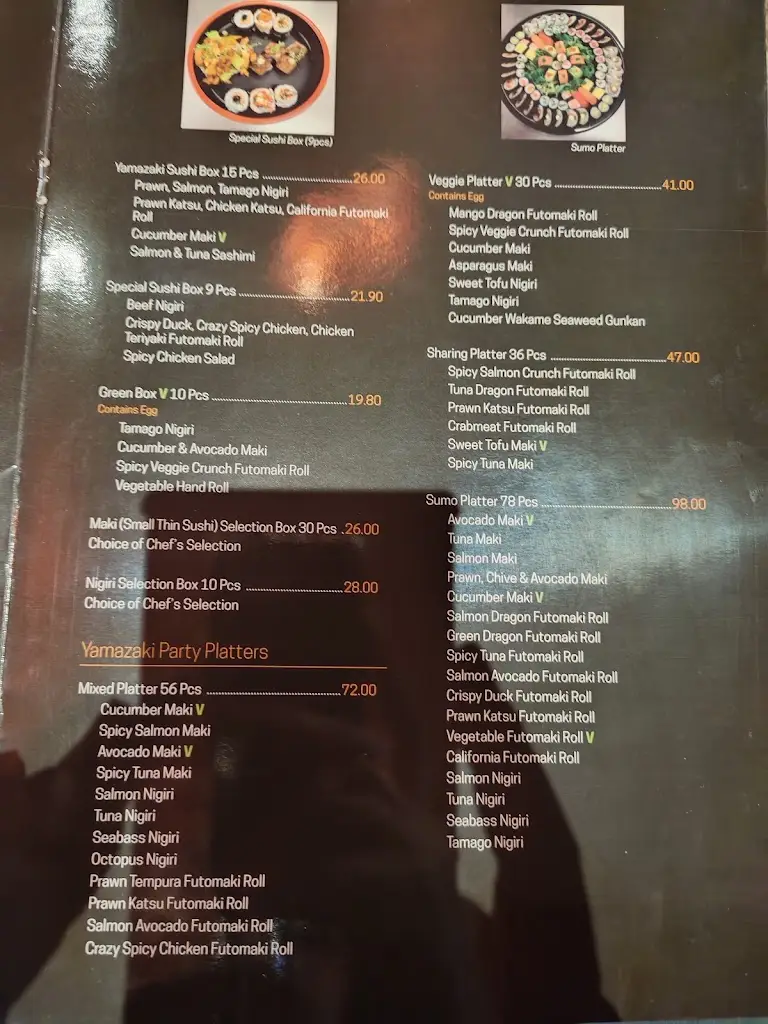 Special Sushi Box (9pcs)
Yamazaki Sushi Box 15 Pcs ........ 26.00
Prawn, Salmon, Tamago Nigiri
Prawn Katsu, Chicken Katsu, California Futomaki
Roll
Cucumber Maki V
Salmon & Tuna Sashimi
Special Sushi Box 9 Pcs ........ 21.90
Beef Nigiri
Crispy Duck, Crazy Spicy Chicken, Chicken
Teriyaki Futomaki Roll
Spicy Chicken Salad
Green Box V 10 Pcs ........ 19.80
Contains Egg
Tamago Nigiri
Cucumber & Avocado Maki
Spicy Veggie Crunch Futomaki Roll
Vegetable Hand Roll
Maki (Small Thin Sushi) Selection Box 30 Pcs . 26.00
Choice of Chef's Selection
Nigiri Selection Box 10 Pcs ........ 28.00
Choice of Chef's Selection
Yamazaki Party Platters
Mixed Platter 56 Pcs ........ 72.00
Cucumber Maki V
Spicy Salmon Maki
Avocado Maki V
Spicy Tuna Maki
Salmon Nigiri
Tuna Nigiri
Seabass Nigiri
Octopus Nigiri
Prawn Tempura Futomaki Roll
Prawn Katsu Futomaki Roll
Salmon Avocado Futomaki Roll
Crazy Spicy Chicken Futomaki Roll
Sumo Platter
Veggie Platter V 30 Pcs ........ 41.00
Contains Egg
Mango Dragon Futomaki Roll
Spicy Veggie Crunch Futomaki Roll
Cucumber Maki
Asparagus Maki
Sweet Tofu Nigiri
Tamago Nigiri
Cucumber Wakame Seaweed Gunkan
Sharing Platter 36 Pcs ........ 47.00
Spicy Salmon Crunch Futomaki Roll
Tuna Dragon Futomaki Roll
Prawn Katsu Futomaki Roll
Crabmeat Futomaki Roll
Sweet Tofu Maki V
Spicy Tuna Maki
Sumo Platter 78 Pcs ........ 98.00
Avocado Maki V
Tuna Maki
Salmon Maki
Prawn, Chive & Avocado Maki
Cucumber Maki V
Salmon Dragon Futomaki Roll
Green Dragon Futomaki Roll
Spicy Tuna Futomaki Roll
Salmon Avocado Futomaki Roll
Crispy Duck Futomaki Roll
Prawn Katsu Futomaki Roll
Vegetable Futomaki Roll V
California Futomaki Roll
Salmon Nigiri
Tuna Nigiri
Seabass Nigiri
Tamago Nigiri